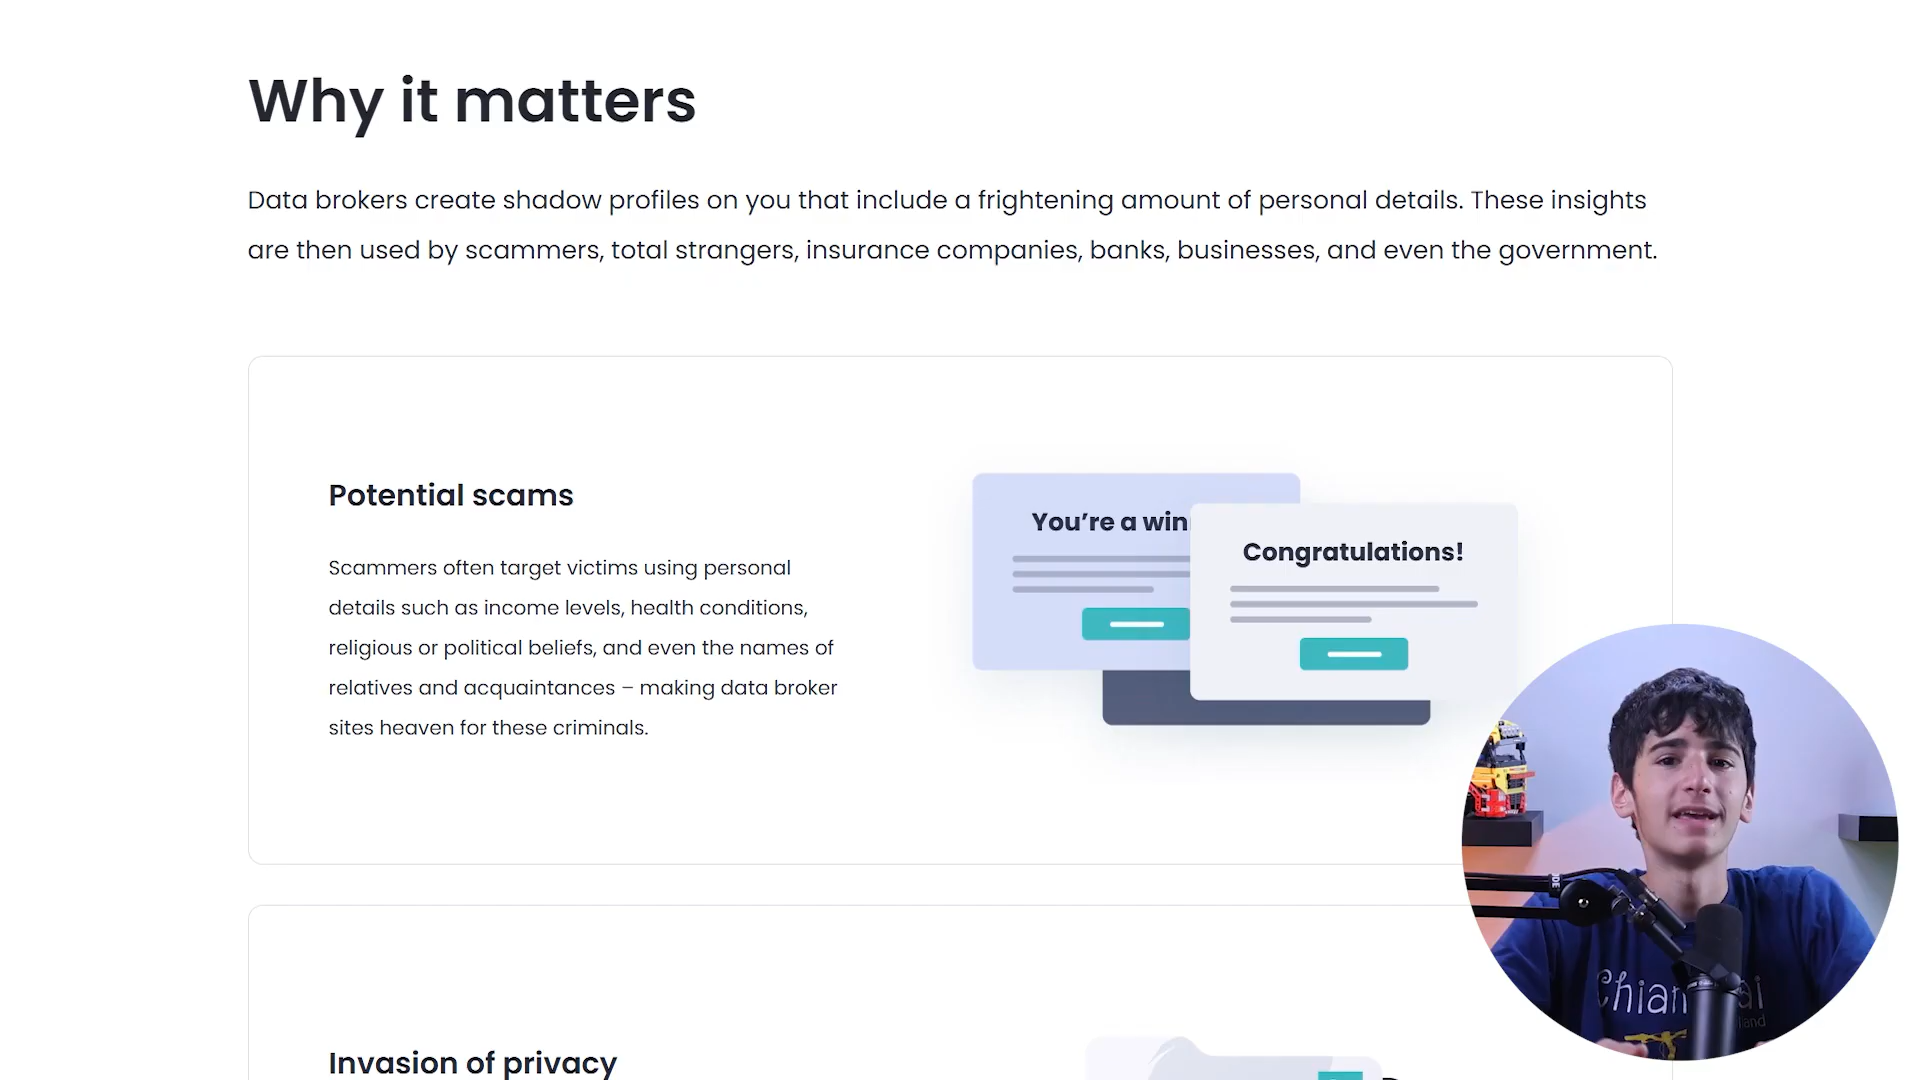 Why it matters
Data brokers create shadow profiles on you that include a frightening amount of personal details. These insights
are then used by scammers, total strangers, insurance companies, banks, businesses, and even the government.
Potential scams
Scammers often target victims using personal
details such as income levels, health conditions,
religious or political beliefs, and even the names of
relatives and acquaintances – making data broker
sites heaven for these criminals.
You’re a win
Congratulations!
Invasion of privacy